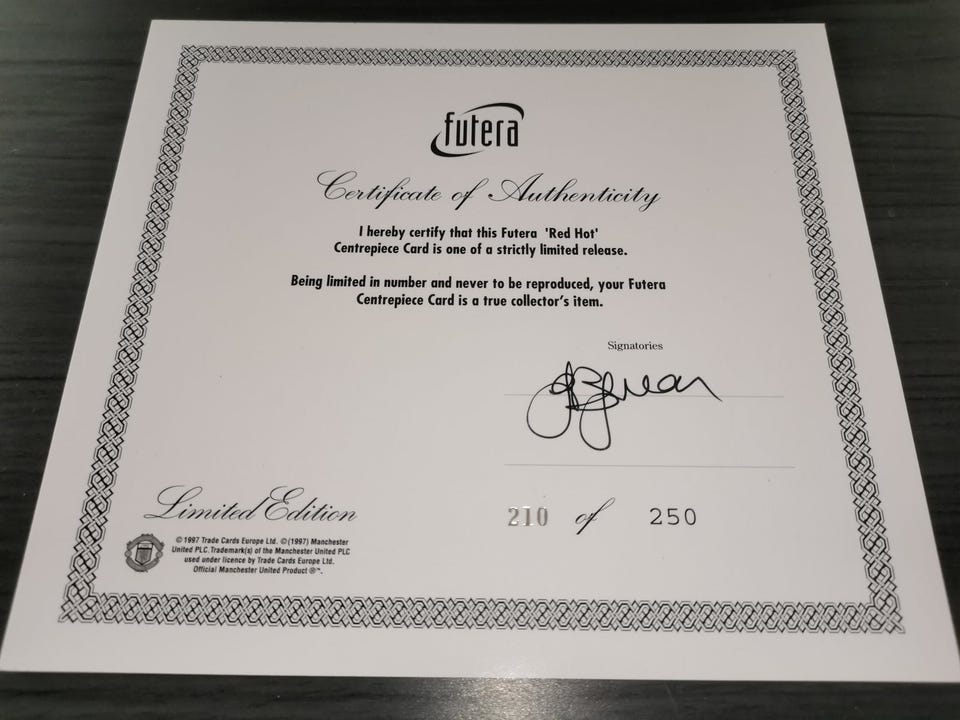 futera
Certificate of Authenticity
I hereby certify that this Futera 'Red Hot'
Centrepiece Card is one of a strictly limited release.
Being limited in number and never to be reproduced, your Futera
Centrepiece Card is a true collector's item.
Signatories
210 of 250
Limited Edition
© 1997 Trade Cards Europe Ltd. © (1997) Manchester
United PLC. Trademark(s) of the Manchester United PLC
used under licence by Trade Cards Europe Ltd.
Official Manchester United Product ®™.